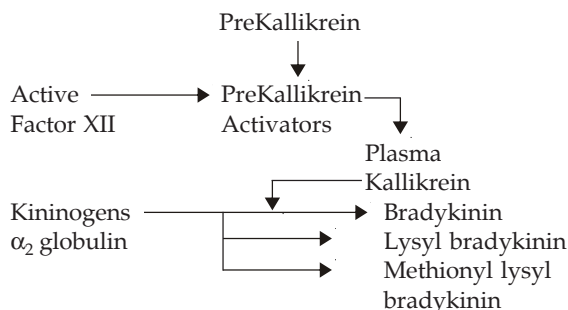 PreKallikrein
Active
Factor XII
PreKallikrein
Activators
Plasma
Kallikrein
Kininogens
α₂ globulin
Bradykinin
Lysyl bradykinin
Methionyl lysyl
bradykinin